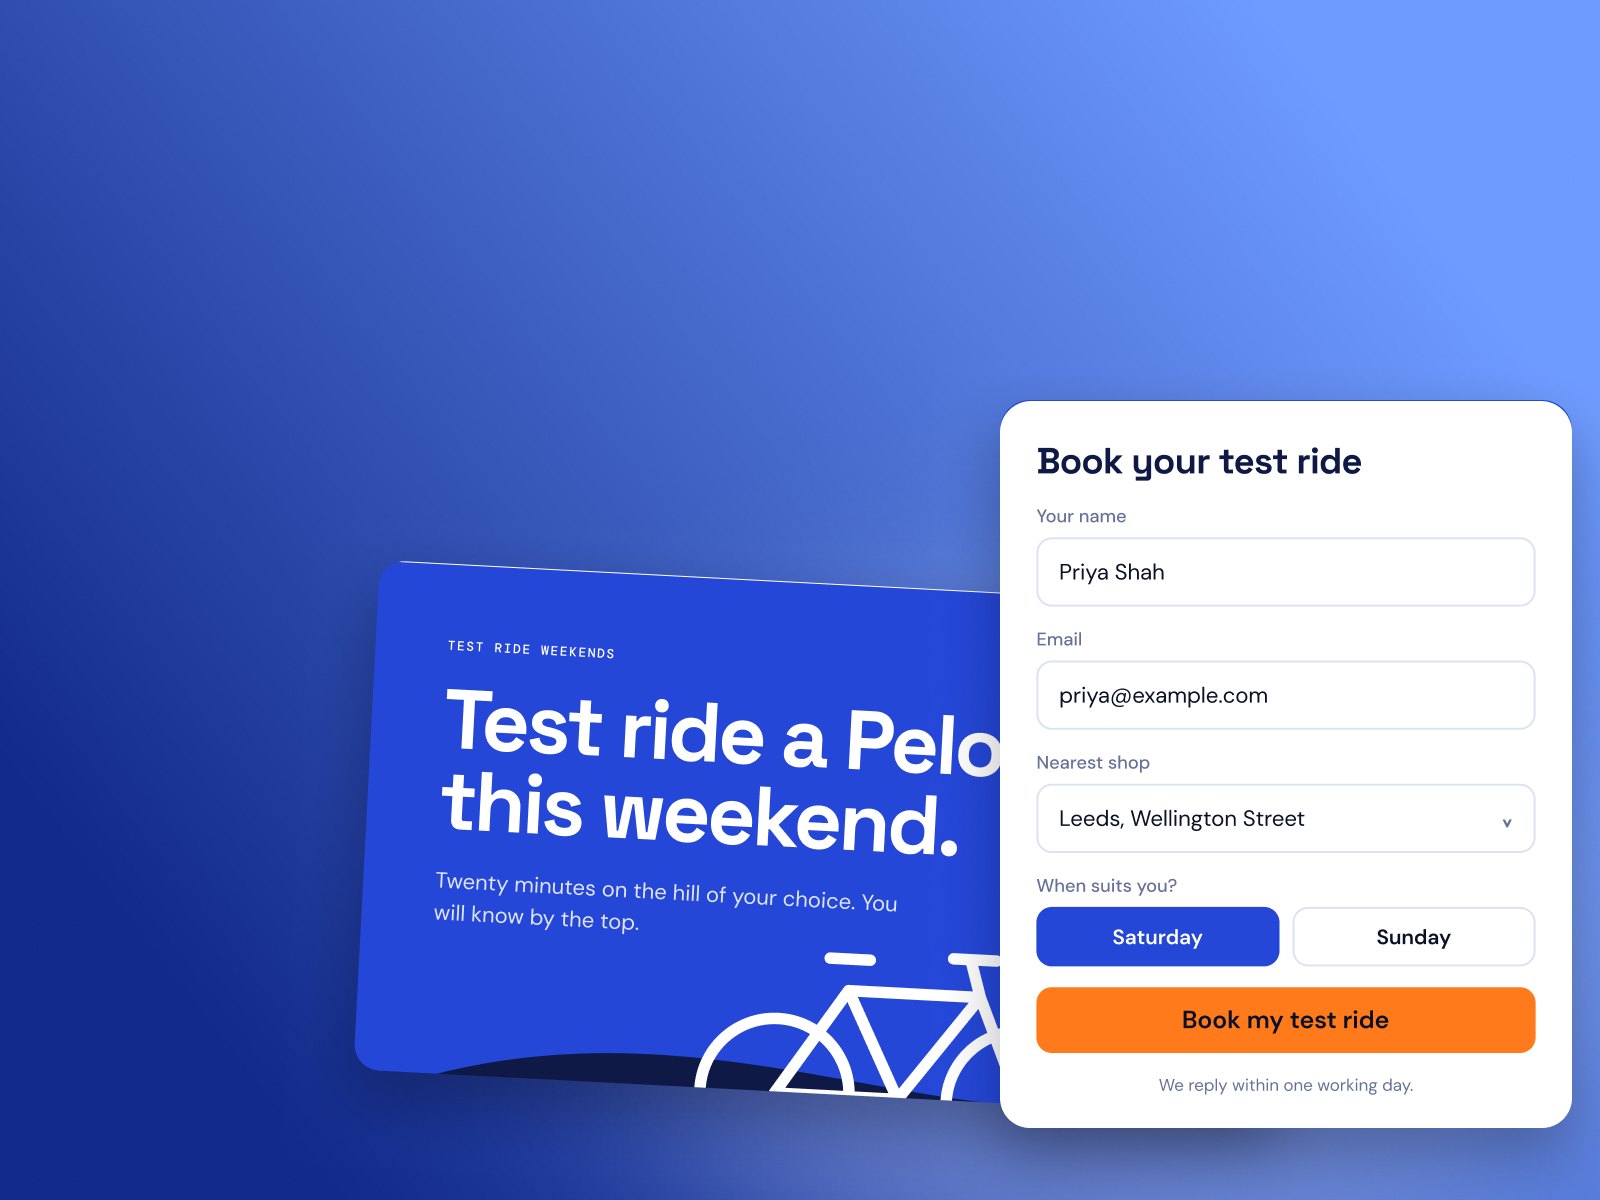 TEST RIDE WEEKENDS
Test ride a Pelo
this weekend.
Twenty minutes on the hill of your choice. You
will know by the top.
Book your test ride
Your name
Priya Shah
Email
priya@example.com
Nearest shop
Leeds, Wellington Street
When suits you?
Saturday
Sunday
Book my test ride
We reply within one working day.